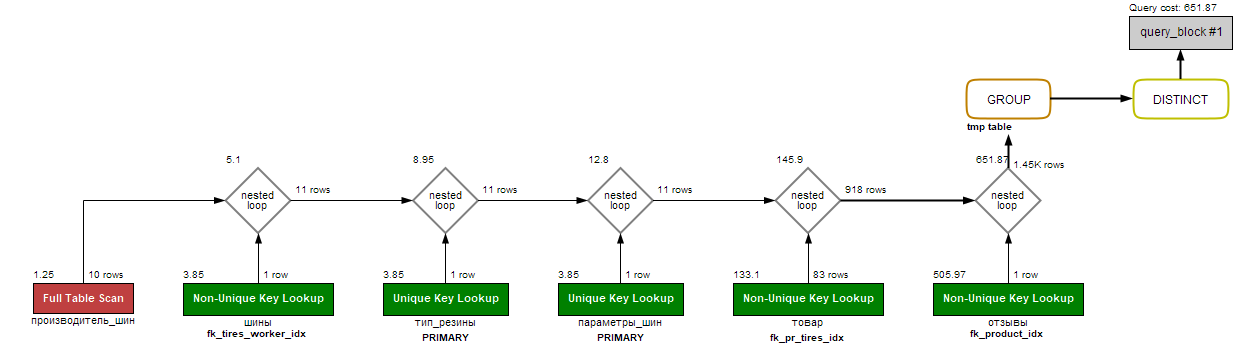 Query cost: 651.87
query_block #1
GROUP
DISTINCT
tmp table
5.1
8.95
12.8
145.9
651.87
1.45K rows
nested loop
11 rows
nested loop
11 rows
nested loop
11 rows
nested loop
918 rows
nested loop
1.25
10 rows
3.85
1 row
3.85
1 row
3.85
1 row
133.1
83 rows
505.97
1 row
Full Table Scan
Non-Unique Key Lookup
Unique Key Lookup
Unique Key Lookup
Non-Unique Key Lookup
Non-Unique Key Lookup
производитель_шин
шины
тип_резины
параметры_шин
товар
отзывы
fk_tires_worker_idx
PRIMARY
PRIMARY
fk_pr_tires_idx
fk_product_idx